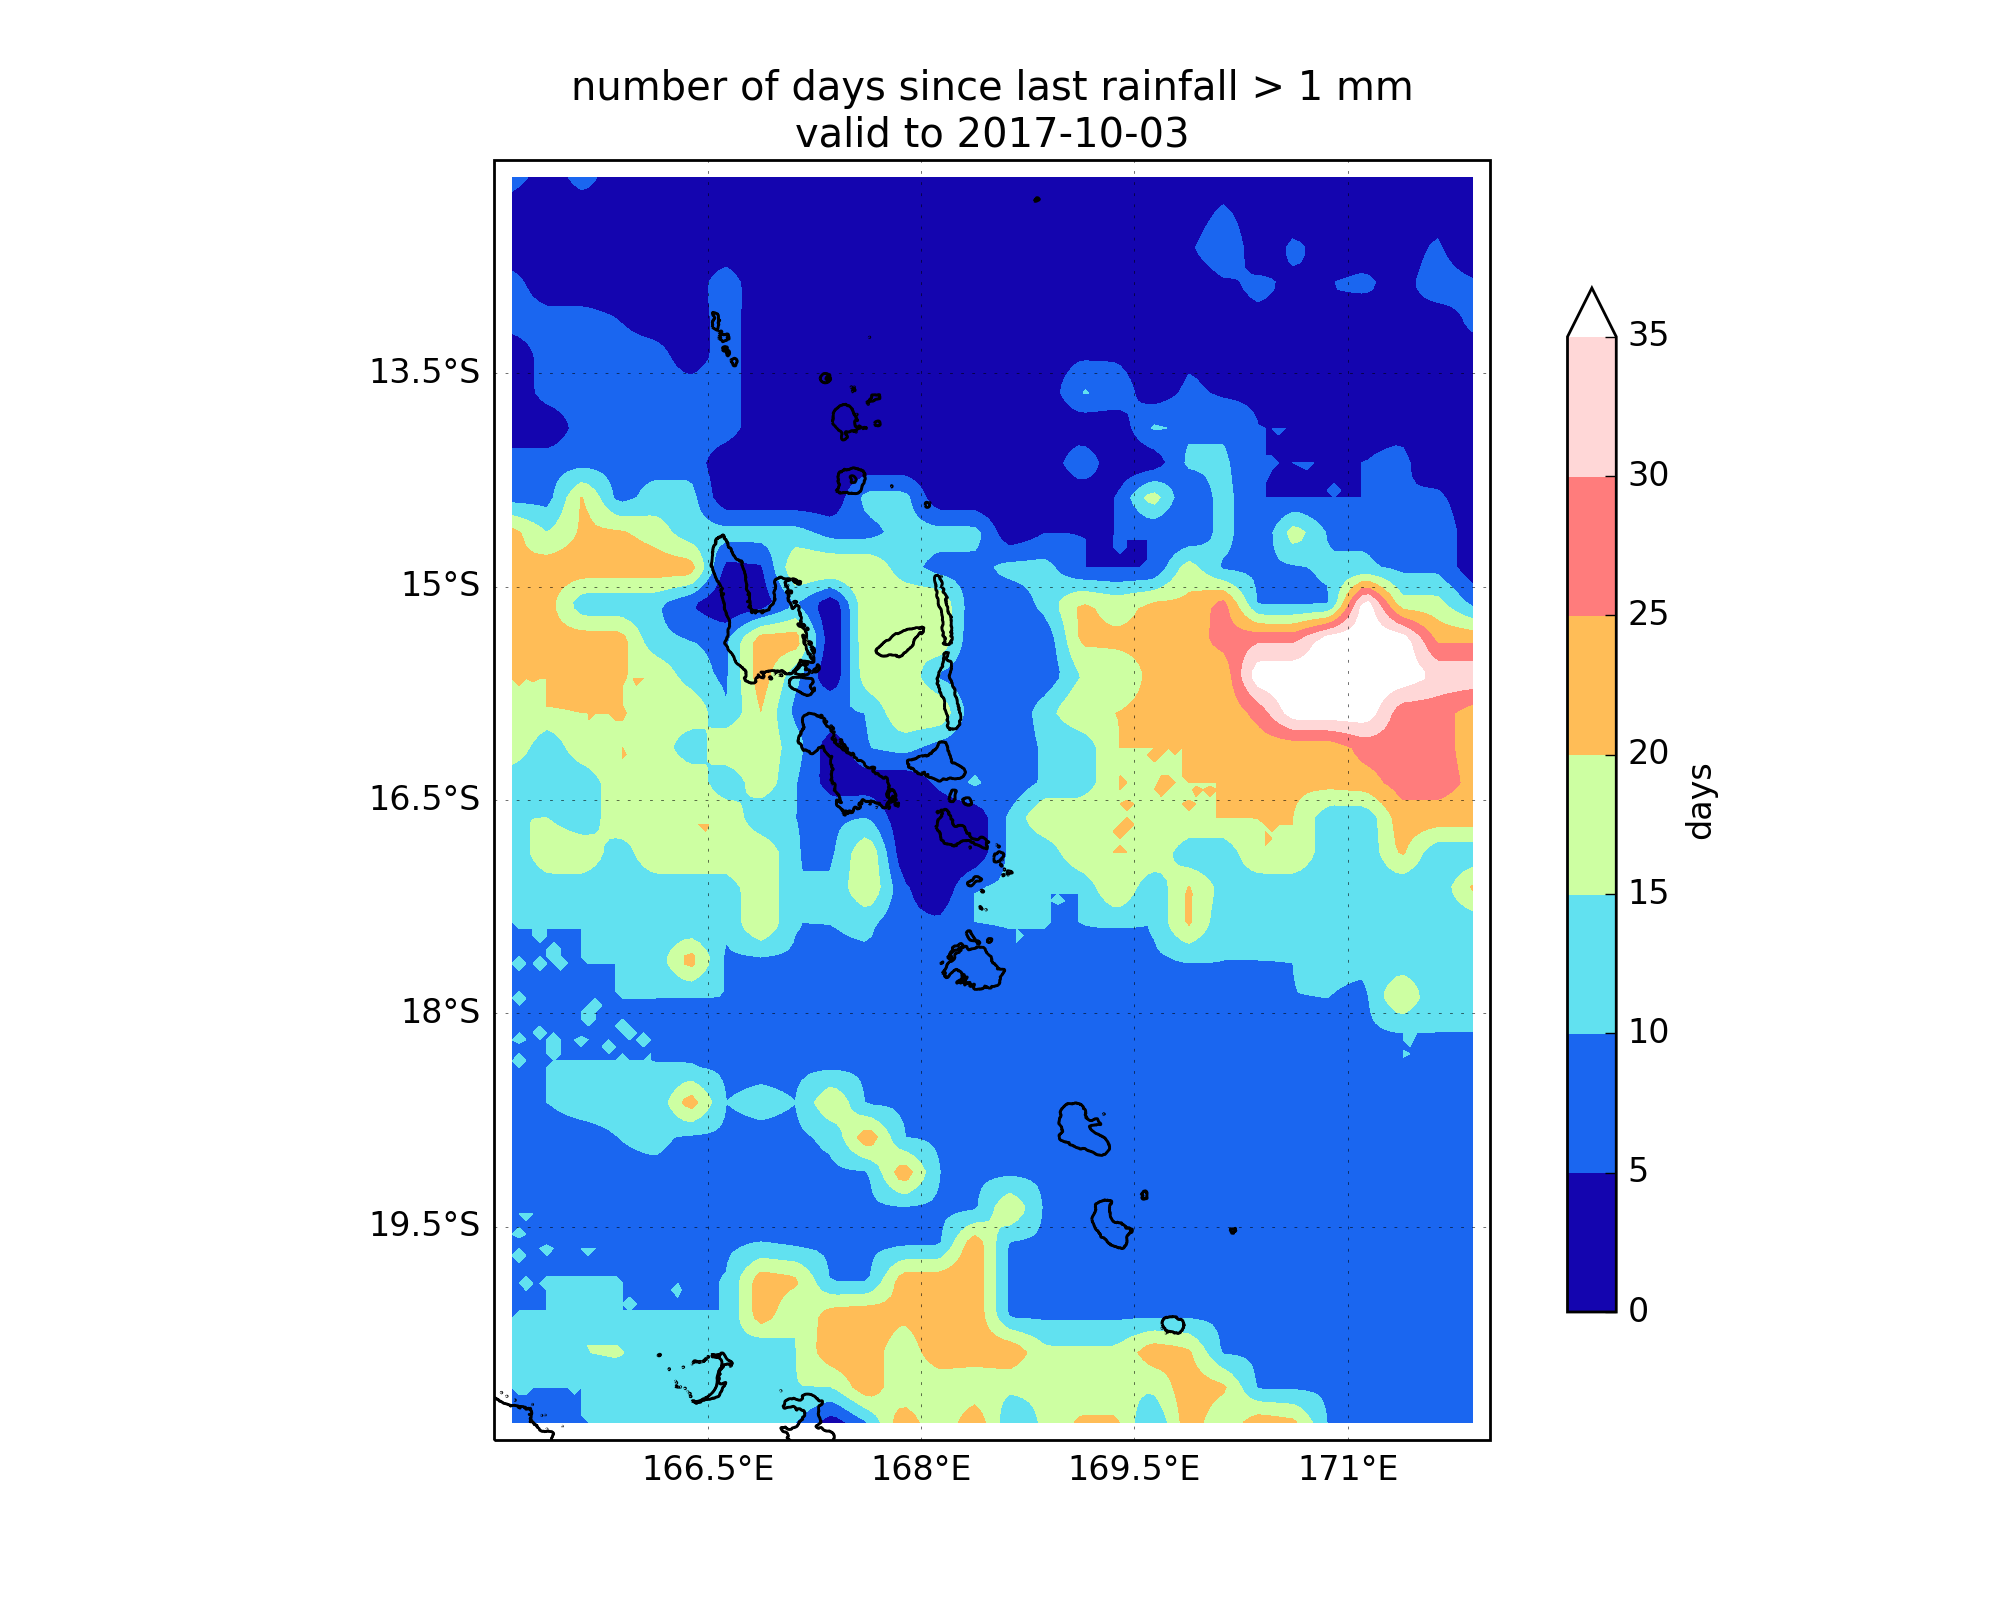 number of days since last rainfall > 1 mm
valid to 2017-10-03
13.5°S
15°S
16.5°S
18°S
19.5°S
166.5°E
168°E
169.5°E
171°E
35
30
25
20
15
10
5
0
days